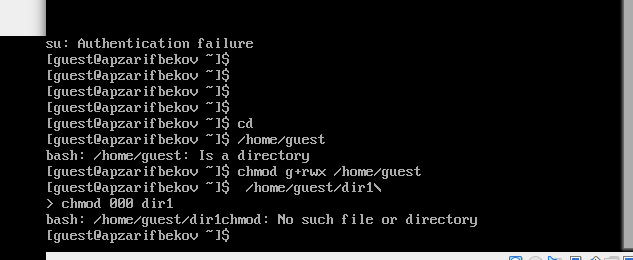 su: Authentication failure
[guest@apzarifbekov ~]$
[guest@apzarifbekov ~]$
[guest@apzarifbekov ~]$
[guest@apzarifbekov ~]$
[guest@apzarifbekov ~]$ cd
[guest@apzarifbekov ~]$ /home/guest
bash: /home/guest: Is a directory
[guest@apzarifbekov ~]$ chmod g+rwx /home/guest
[guest@apzarifbekov ~]$  /home/guest/dir1\
> chmod 000 dir1
bash: /home/guest/dir1chmod: No such file or directory
[guest@apzarifbekov ~]$